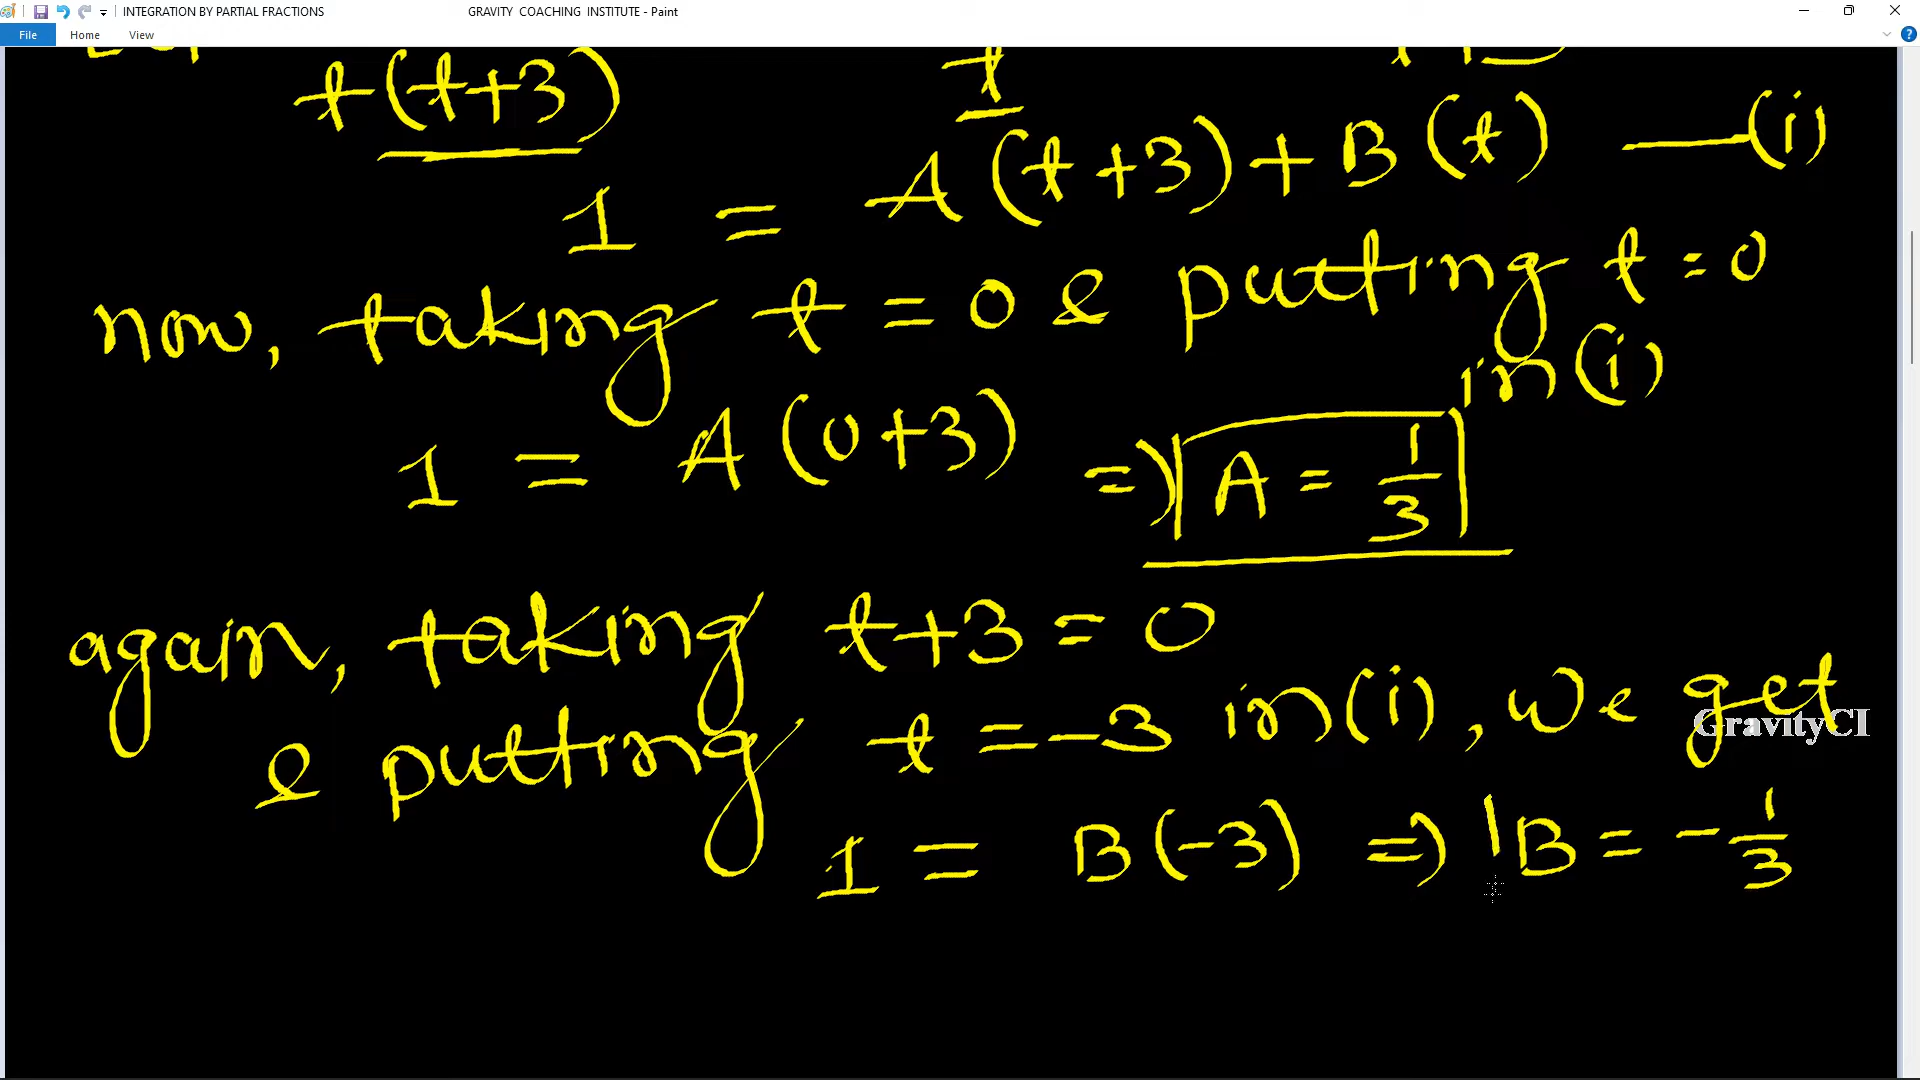 INTEGRATION BY PARTIAL FRACTIONS GRAVITY COACHING INSTITUTE - Paint
File Home View
t(t+3) t
1 = A(t+3)+B(t) —(i)
now, taking t=0 & putting t=0
in(i)
1 = A(0+3) => A = 1/3
again, taking t+3=0
& putting t=-3 in(i), we get
GravityCI
1 = B(-3) => B = -1/3